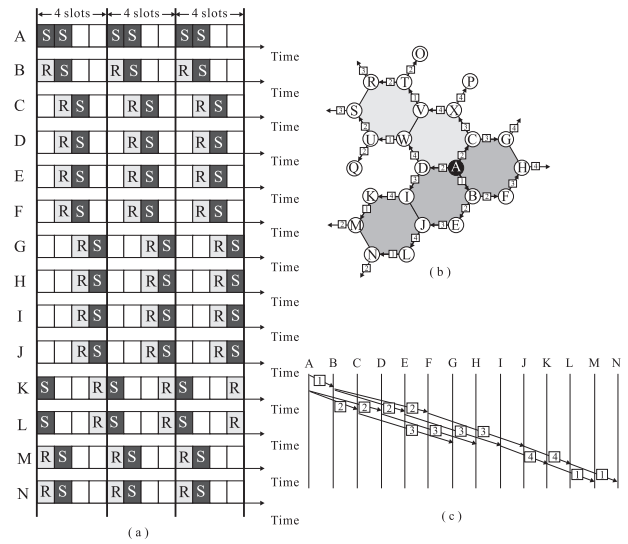 4 slots 4 slots 4 slots
A S S S S S S
Time
B R S R S R S
Time
C R S R S R S
Time
D R S R S R S
Time
E R S R S R S
Time
F R S R S R S
Time
G R S R S R S
Time
H R S R S R S
Time
I R S R S R S
Time
J R S R S R S
Time
K S R S R S R
Time
L S R S R S R
Time
M R S R S R S
Time
N R S R S R S
Time
( a )
O
R T P
S V X
U W C G
Q D A H
K I B F
M J E
N L
( b )
A B C D E F G H I J K L M N
1
2 2 2 2
3 3 3 3
4 4
1 1
( c )